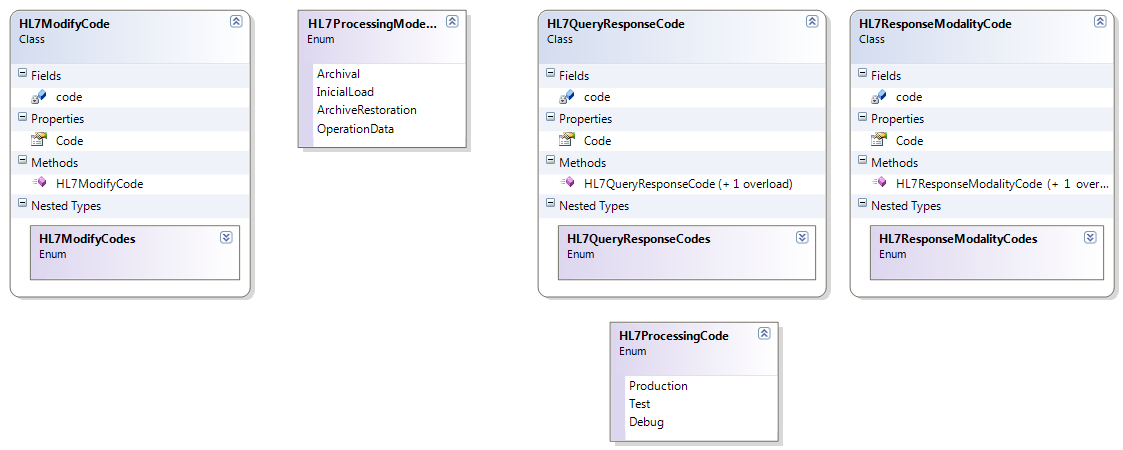 HL7ModifyCode
Class
Fields
code
Properties
Code
Methods
HL7ModifyCode
Nested Types
HL7ModifyCodes
Enum
HL7ProcessingMode...
Enum
Archival
InicialLoad
ArchiveRestoration
OperationData
HL7QueryResponseCode
Class
Fields
code
Properties
Code
Methods
HL7QueryResponseCode (+ 1 overload)
Nested Types
HL7QueryResponseCodes
Enum
HL7ResponseModalityCode
Class
Fields
code
Properties
Code
Methods
HL7ResponseModalityCode (+ 1 over...
Nested Types
HL7ResponseModalityCodes
Enum
HL7ProcessingCode
Enum
Production
Test
Debug